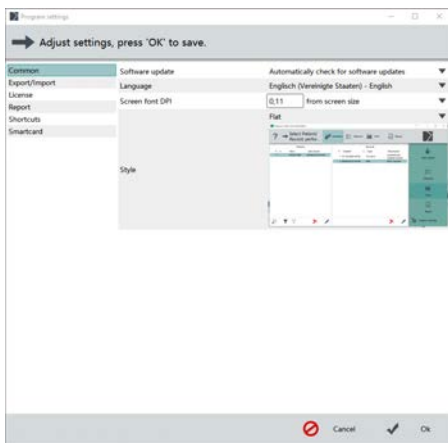 Program settings
Adjust settings, press 'OK' to save.
Common
Export/Import
License
Report
Shortcuts
Smartcard
Software update Automatically check for software updates
Language Englisch (Vereinigte Staaten) - English
Screen font DPI 0,11 from screen size
Flat
Style
Cancel Ok